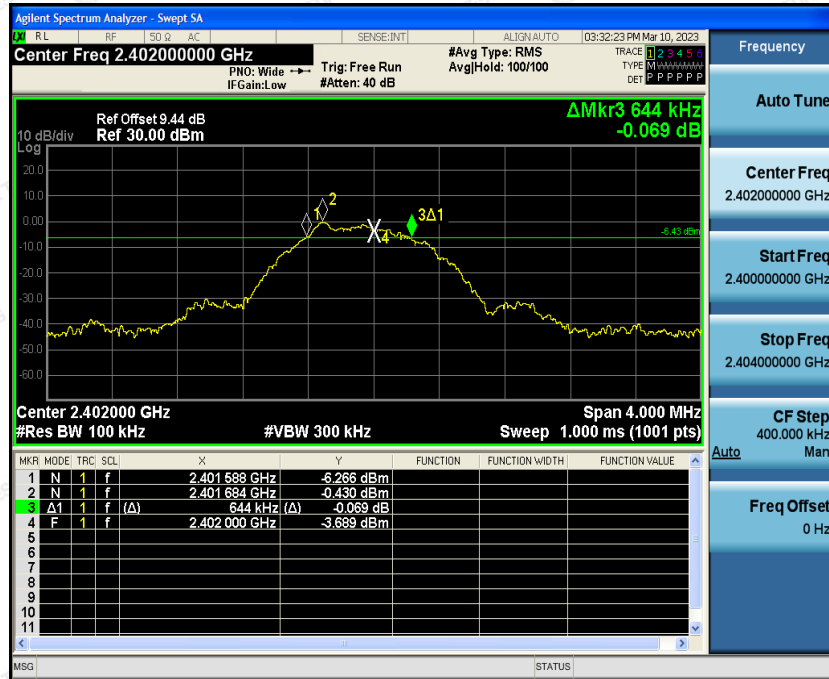 Agilent Spectrum Analyzer - Swept SA
LXI RL RF 50 Ω AC SENSE:INT ALIGN AUTO 03:32:23 PM Mar 10, 2023
Center Freq 2.402000000 GHz
PNO: Wide
IFGain:Low
Trig: Free Run
#Atten: 40 dB
#Avg Type: RMS
Avg|Hold: 100/100
TRACE 1 2 3 4 5 6
TYPE M
DET P P P P P P
ΔMkr3 644 kHz
-0.069 dB
Ref Offset 9.44 dB
10 dB/div Ref 30.00 dBm
Log
20.0
10.0
0.00
-10.0
-20.0
-30.0
-40.0
-50.0
-60.0
1
2
3Δ1
4
-6.43 dBm
Center 2.402000 GHz Span 4.000 MHz
#Res BW 100 kHz #VBW 300 kHz Sweep 1.000 ms (1001 pts)
MKR MODE TRC SCL X Y FUNCTION FUNCTION WIDTH FUNCTION VALUE
1 N 1 f 2.401 588 GHz -6.266 dBm
2 N 1 f 2.401 684 GHz -0.430 dBm
3 Δ1 1 f (Δ) 644 kHz (Δ) -0.069 dB
4 F 1 f 2.402 000 GHz -3.689 dBm
5
6
7
8
9
10
11
MSG STATUS
Frequency
Auto Tune
Center Freq
2.402000000 GHz
Start Freq
2.400000000 GHz
Stop Freq
2.404000000 GHz
CF Step
400.000 kHz
Auto Man
Freq Offset
0 Hz